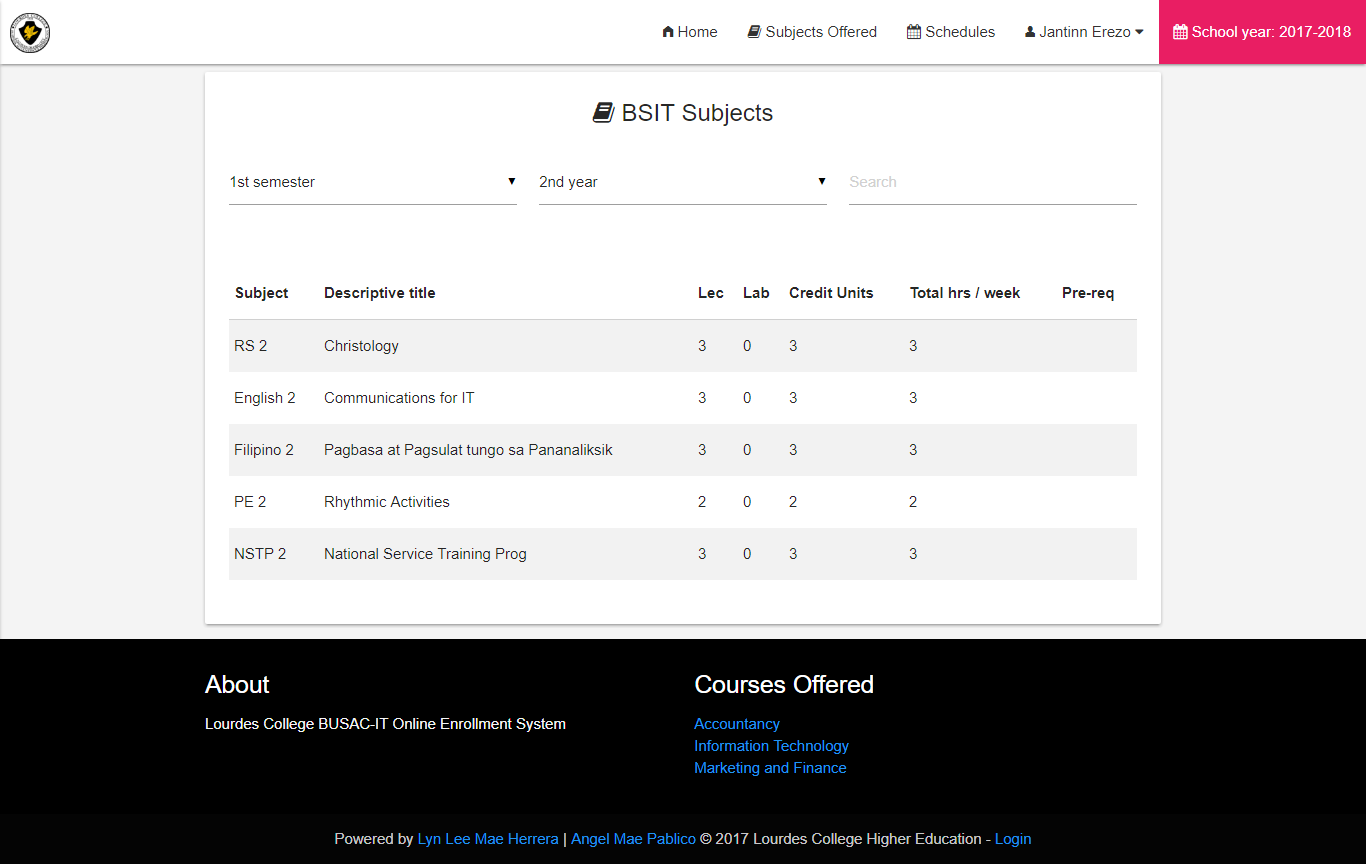 Home Subjects Offered Schedules Jantinn Erezo School year: 2017-2018
BSIT Subjects
1st semester ▼ 2nd year ▼ Search
Subject Descriptive title Lec Lab Credit Units Total hrs / week Pre-req
RS 2 Christology 3 0 3 3
English 2 Communications for IT 3 0 3 3
Filipino 2 Pagbasa at Pagsulat tungo sa Pananaliksik 3 0 3 3
PE 2 Rhythmic Activities 2 0 2 2
NSTP 2 National Service Training Prog 3 0 3 3
About
Lourdes College BUSAC-IT Online Enrollment System
Courses Offered
Accountancy
Information Technology
Marketing and Finance
Powered by Lyn Lee Mae Herrera | Angel Mae Pablico © 2017 Lourdes College Higher Education - Login